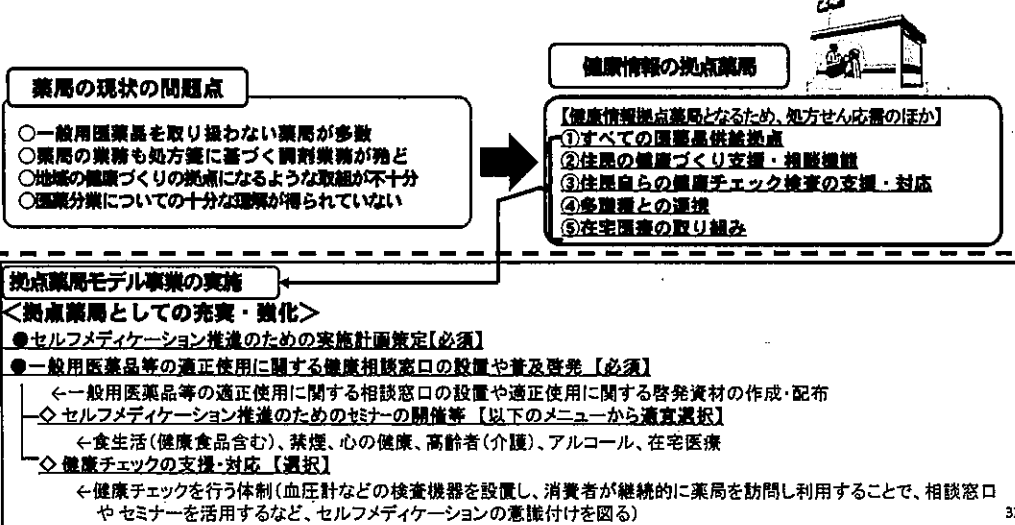 薬局の現状の問題点
○一般用医薬品を取り扱わない薬局が多数
○薬局の業務も処方箋に基づく調剤業務が殆ど
○地域の健康づくりの拠点になるような取組が不十分
○医薬分業についての十分な理解が得られていない
健康情報の拠点薬局
【健康情報拠点薬局となるため、処方せん応需のほか】
①すべての医薬品供給拠点
②住民の健康づくり支援・相談機能
③住民自らの健康チェック検査の支援・対応
④多職種との連携
⑤在宅医療の取り組み
拠点薬局モデル事業の実施
＜拠点薬局としての充実・強化＞
●セルフメディケーション推進のための実施計画策定【必須】
●一般用医薬品等の適正使用に関する健康相談窓口の設置や普及啓発 【必須】
←一般用医薬品等の適正使用に関する相談窓口の設置や適正使用に関する啓発資材の作成・配布
◇セルフメディケーション推進のためのセミナーの開催等 【以下のメニューから適宜選択】
←食生活(健康食品含む)、禁煙、心の健康、高齢者(介護)、アルコール、在宅医療
◇健康チェックの支援・対応 【選択】
←健康チェックを行う体制(血圧計などの検査機器を設置し、消費者が継続的に薬局を訪問し利用することで、相談窓口
やセミナーを活用するなど、セルフメディケーションの意識付けを図る)